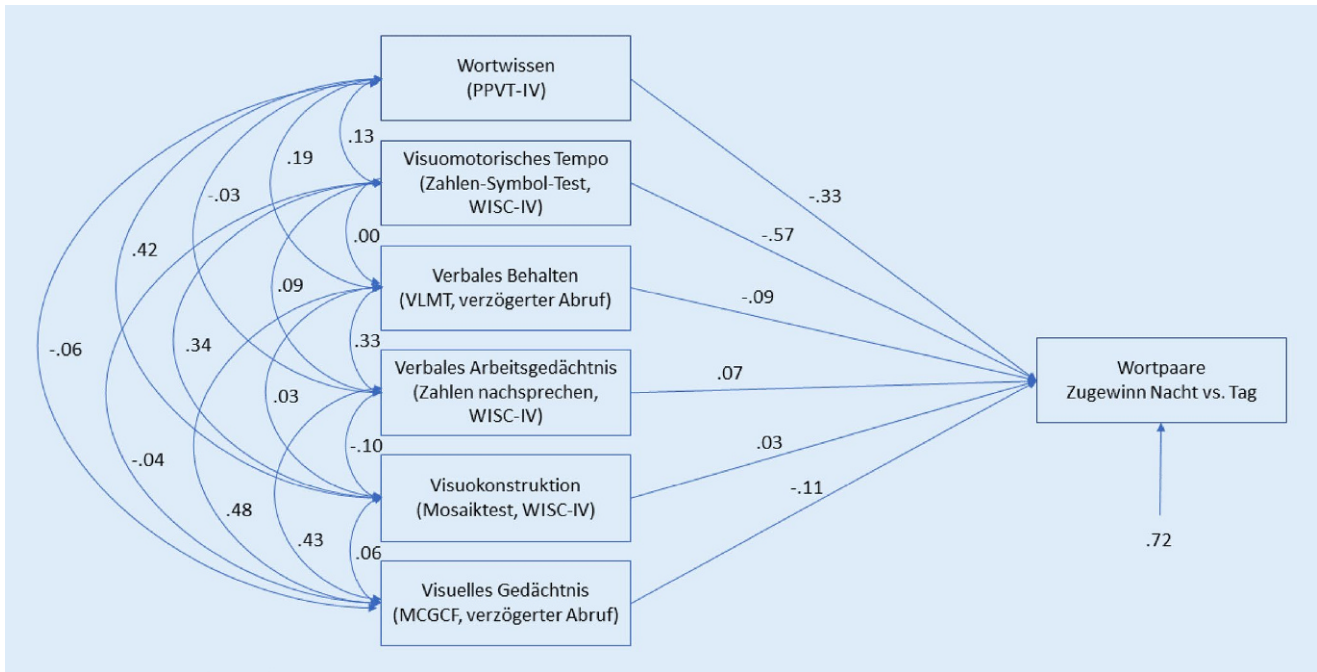 Wortwissen
(PPVT-IV)
.13
.19
Visuomotorisches Tempo
(Zahlen-Symbol-Test,
WISC-IV)
-.03
-.33
.00
-.57
.42
Verbales Behalten
(VLMT, verzögerter Abruf)
.09
-.09
.33
-.06
.34
Verbales Arbeitsgedächtnis
(Zahlen nachsprechen,
WISC-IV)
.07
Wortpaare
Zugewinn Nacht vs. Tag
.03
-.10
.03
-.04
Visuokonstruktion
(Mosaiktest, WISC-IV)
-.11
.48
.43
.06
.72
Visuelles Gedächtnis
(MCGCF, verzögerter Abruf)